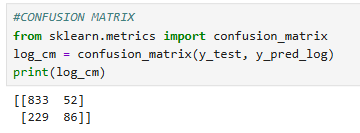 #CONFUSION MATRIX
from sklearn.metrics import confusion_matrix
log_cm = confusion_matrix(y_test, y_pred_log)
print(log_cm)
[[833  52]
 [229  86]]